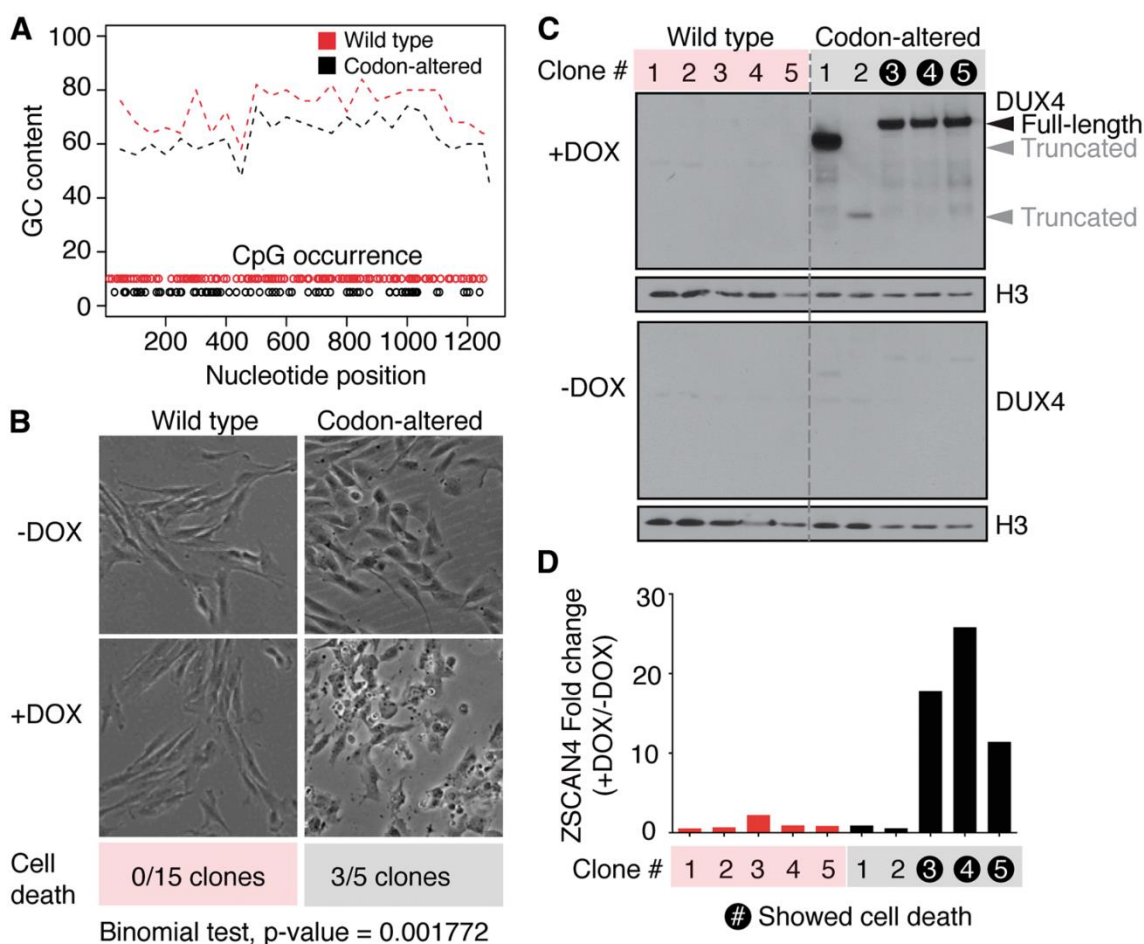 A
100
80
60
40
20
0
GC content
Wild type
Codon-altered
CpG occurrence
200 400 600 800 1000 1200
Nucleotide position
B
Wild type Codon-altered
-DOX
+DOX
Cell death
0/15 clones 3/5 clones
Binomial test, p-value = 0.001772
C
Wild type Codon-altered
Clone # 1 2 3 4 5 1 2 3 4 5
+DOX
DUX4
Full-length
Truncated
Truncated
H3
-DOX
DUX4
H3
D
ZSCAN4 Fold change
(+DOX/-DOX)
30
20
10
0
Clone # 1 2 3 4 5 1 2 3 4 5
# Showed cell death